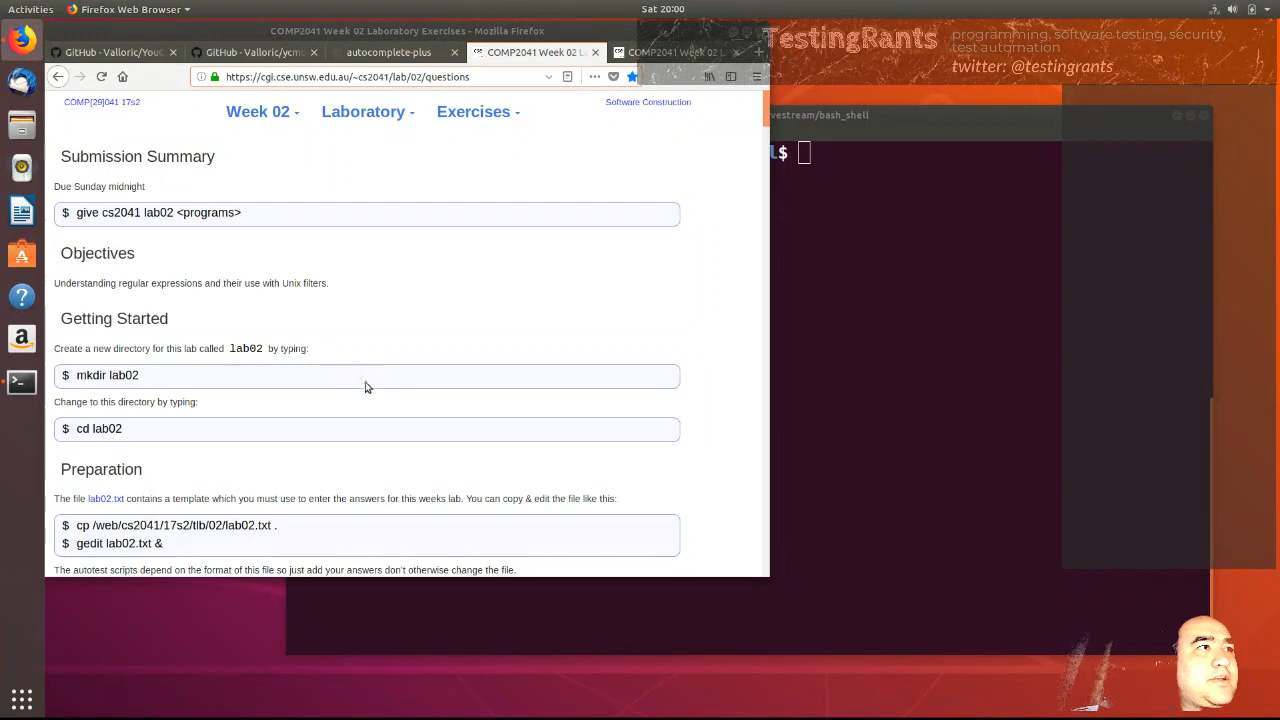 Activities
Firefox Web Browser
Sat 20:00
COMP2041 Week 02 Laboratory Exercises - Mozilla Firefox
GitHub - Valloric/YouC
GitHub - Valloric/ycmd
autocomplete-plus
COMP2041 Week 02 L
COMP2041 Week 02 L
TestingRants
programming, software testing, security,
test automation
twitter: @testingrants
https://cgi.cse.unsw.edu.au/~cs2041/lab/02/questions
COMP[29]041 17s2
Week 02
Laboratory
Exercises
Software Construction
vestream/bash_shell
l$
Submission Summary
Due Sunday midnight
$ give cs2041 lab02 <programs>
Objectives
Understanding regular expressions and their use with Unix filters.
Getting Started
Create a new directory for this lab called lab02 by typing:
$ mkdir lab02
Change to this directory by typing:
$ cd lab02
Preparation
The file lab02.txt contains a template which you must use to enter the answers for this weeks lab. You can copy & edit the file like this:
$ cp /web/cs2041/17s2/tlb/02/lab02.txt .
$ gedit lab02.txt &
The autotest scripts depend on the format of this file so just add your answers don't otherwise change the file.